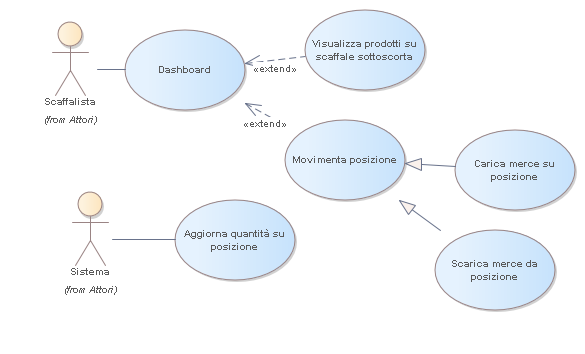 Visualizza prodotti su
scaffale sottoscorta
Dashboard
«extend»
Scaffalista
(from Attori)
«extend»
Movimenta posizione
Carica merce su
posizione
Aggiorna quantità su
posizione
Sistema
(from Attori)
Scarica merce da
posizione